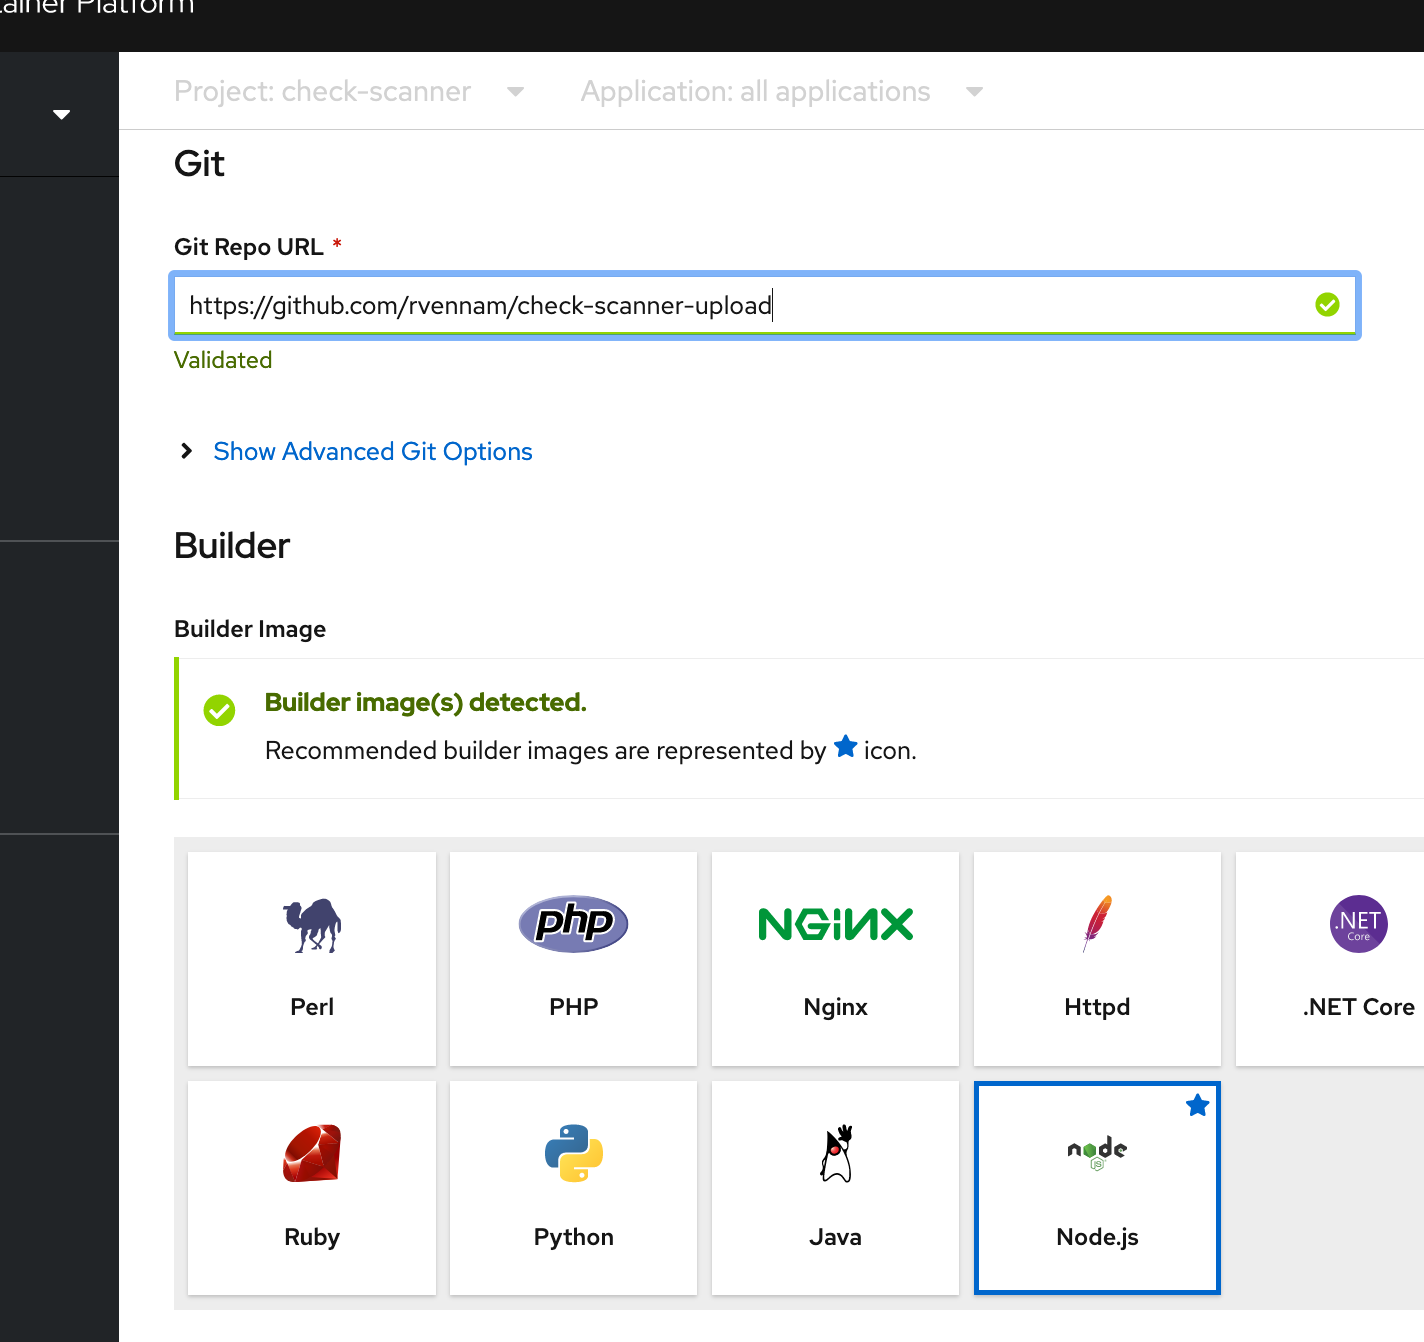 Platform
Project: check-scanner
Application: all applications
Git
Git Repo URL *
https://github.com/rvennam/check-scanner-upload
Validated
Show Advanced Git Options
Builder
Builder Image
Builder image(s) detected.
Recommended builder images are represented by icon.
php
NGINX
.NET
Core
Perl
PHP
Nginx
Httpd
.NET Core
node
JS
Ruby
Python
Java
Node.js